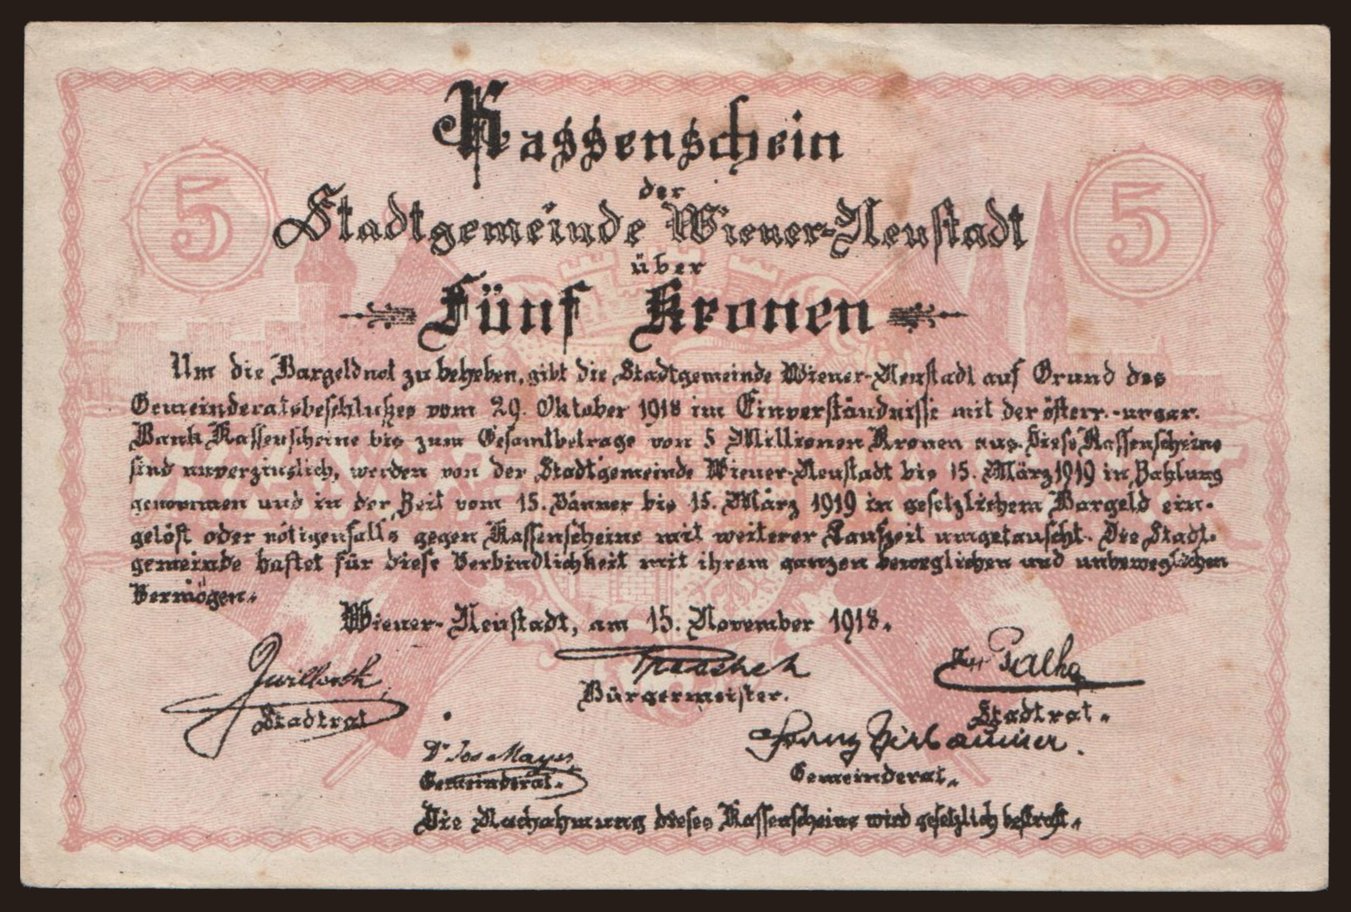 Kassenschein
der
5 Stadtgemeinde Wiener-Neustadt 5
über
Fünf Kronen
Um die Bargeldnot zu beheben, gibt die Stadtgemeinde Wiener-Neustadt auf Grund des
Gemeinderatsbeschlußes vom 29. Oktober 1918 im Einverständnisse mit der österr.-ungar.
Bank Kassenscheine bis zum Gesamtbetrage von 5 Millionen Kronen aus. Diese Kassenscheine
sind unverzinslich, werden von der Stadtgemeinde Wiener-Neustadt bis 15. März 1919 in Zahlung
genommen und in der Zeit vom 15. Jänner bis 15. März 1919 in gesetzlichem Bargeld ein-
gelöst oder nötigenfalls gegen Kassenscheine mit weiterer Laufzeit umgetauscht. Die Stadt-
gemeinde haftet für diese Verbindlichkeit mit ihrem ganzen beweglichen und unbeweglichen
Vermögen.
Wiener-Neustadt, am 15. November 1918.
Stadtrat
Bürgermeister.
Stadtrat.
Dr Jos Mayer
Gemeinderat.
Franz
Gemeinderat.
Die Nachahmung dieses Kassenscheins wird gesetzlich bestraft.